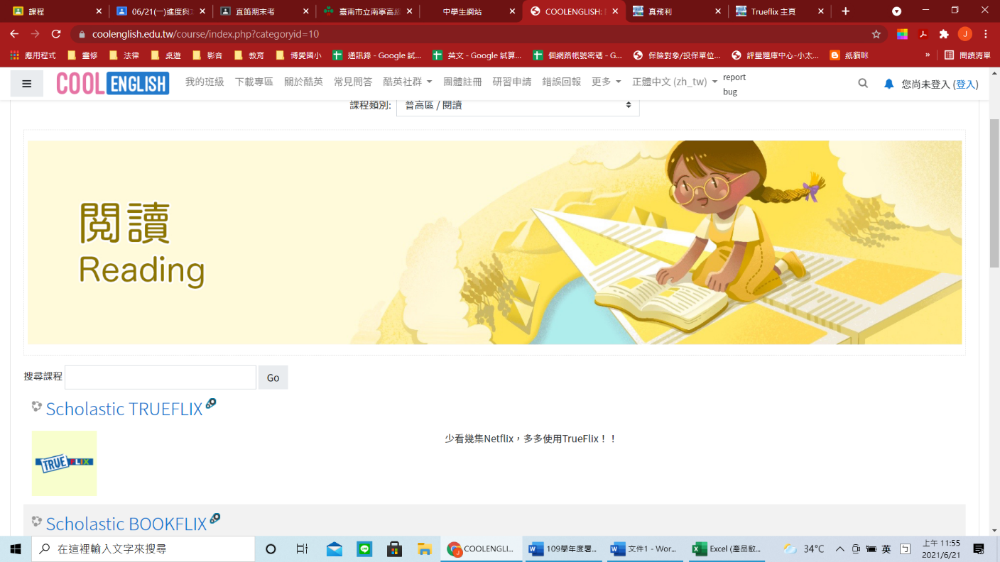 課程
06/21(一)進度與
直笛期末考
臺南市立南寧高
中學生網站
COOLENGLISH:
真飛利
Trueflix 主頁
coolenglish.edu.tw/course/index.php?categoryid=10
J
應用程式
靈修
法律
桌遊
影音
教育
博愛國小
通訊錄 - Google 試...
英文 - Google 試算...
個網路帳號密碼 - G...
保險對象/投保單位...
評量題庫中心-小太...
紙貓咪
»
閱讀清單
COOL ENGLISH
我的班級
下載專區
關於酷英
常見問答
酷英社群
團體註冊
研習申請
錯誤回報
更多
正體中文 (zh_tw)
report
bug
您尚未登入 (登入)
課程類別: 普高區 / 閱讀
閱讀
Reading
搜尋課程
Go
Scholastic TRUEFLIX
TRUE FLIX
少看幾集Netflix，多多使用TrueFlix！！
Scholastic BOOKFLIX
在這裡輸入文字來搜尋
COOLENGLI...
109學年度暑...
文件1 - Wor...
Excel (產品啟...
34°C
英
上午 11:55
2021/6/21